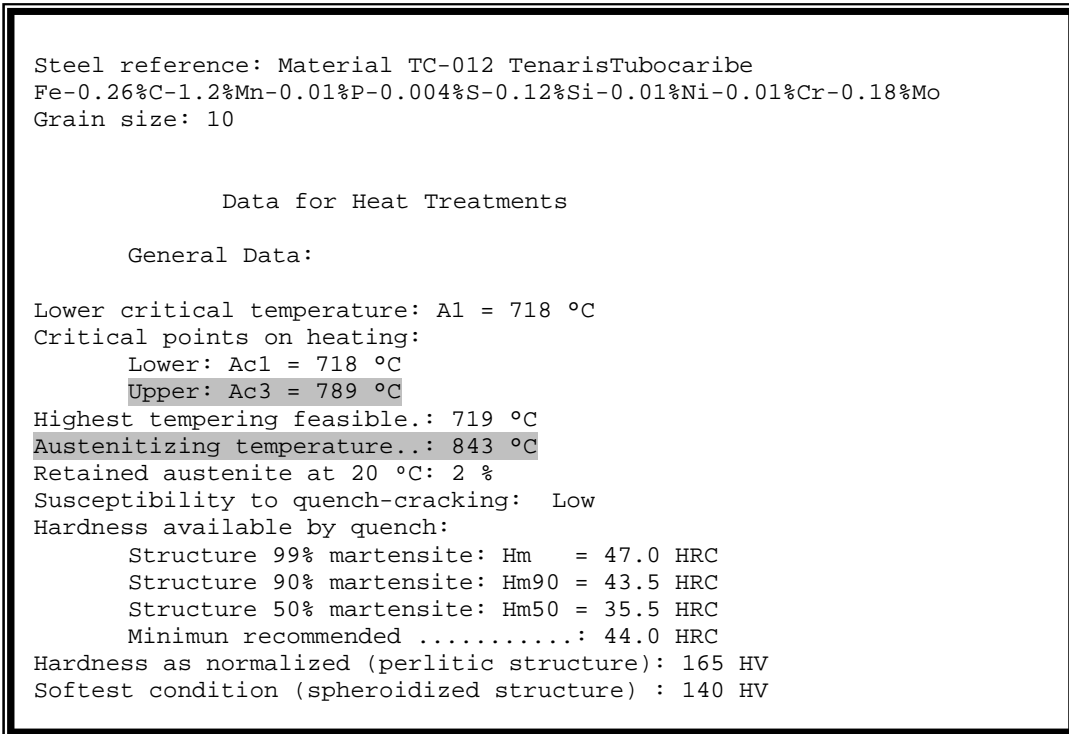 Steel reference: Material TC-012 TenarisTubocaribe
Fe-0.26%C-1.2%Mn-0.01%P-0.004%S-0.12%Si-0.01%Ni-0.01%Cr-0.18%Mo
Grain size: 10
Data for Heat Treatments
General Data:
Lower critical temperature: A1 = 718 ºC
Critical points on heating:
Lower: Ac1 = 718 ºC
Upper: Ac3 = 789 ºC
Highest tempering feasible.: 719 ºC
Austenitizing temperature..: 843 ºC
Retained austenite at 20 ºC: 2 %
Susceptibility to quench-cracking:  Low
Hardness available by quench:
Structure 99% martensite: Hm   = 47.0 HRC
Structure 90% martensite: Hm90 = 43.5 HRC
Structure 50% martensite: Hm50 = 35.5 HRC
Minimun recommended ...........: 44.0 HRC
Hardness as normalized (perlitic structure): 165 HV
Softest condition (spheroidized structure) : 140 HV